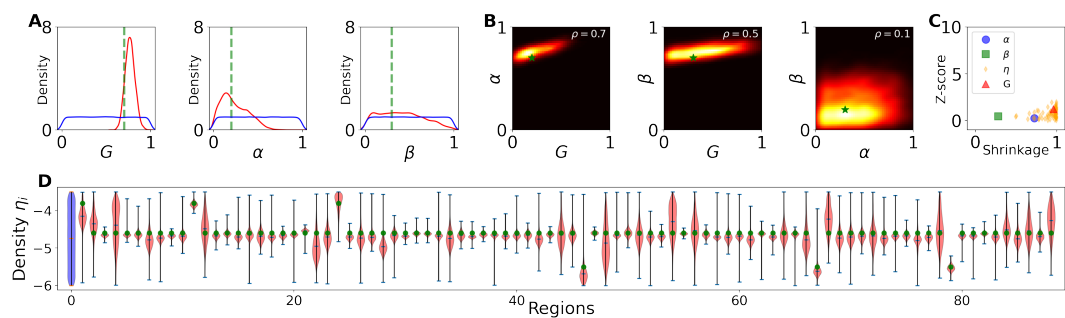 A
8
0
Density
0
G
1
8
0
Density
0
α
1
8
0
Density
0
β
1
B
1
0
α
ρ = 0.7
0
G
1
1
0
β
ρ = 0.5
0
G
1
1
0
β
ρ = 0.1
0
α
1
C
10
5
0
Z-score
α
β
η
G
0
Shrinkage
1
D
−4
−5
−6
Density ηi
0
20
40
60
80
Regions